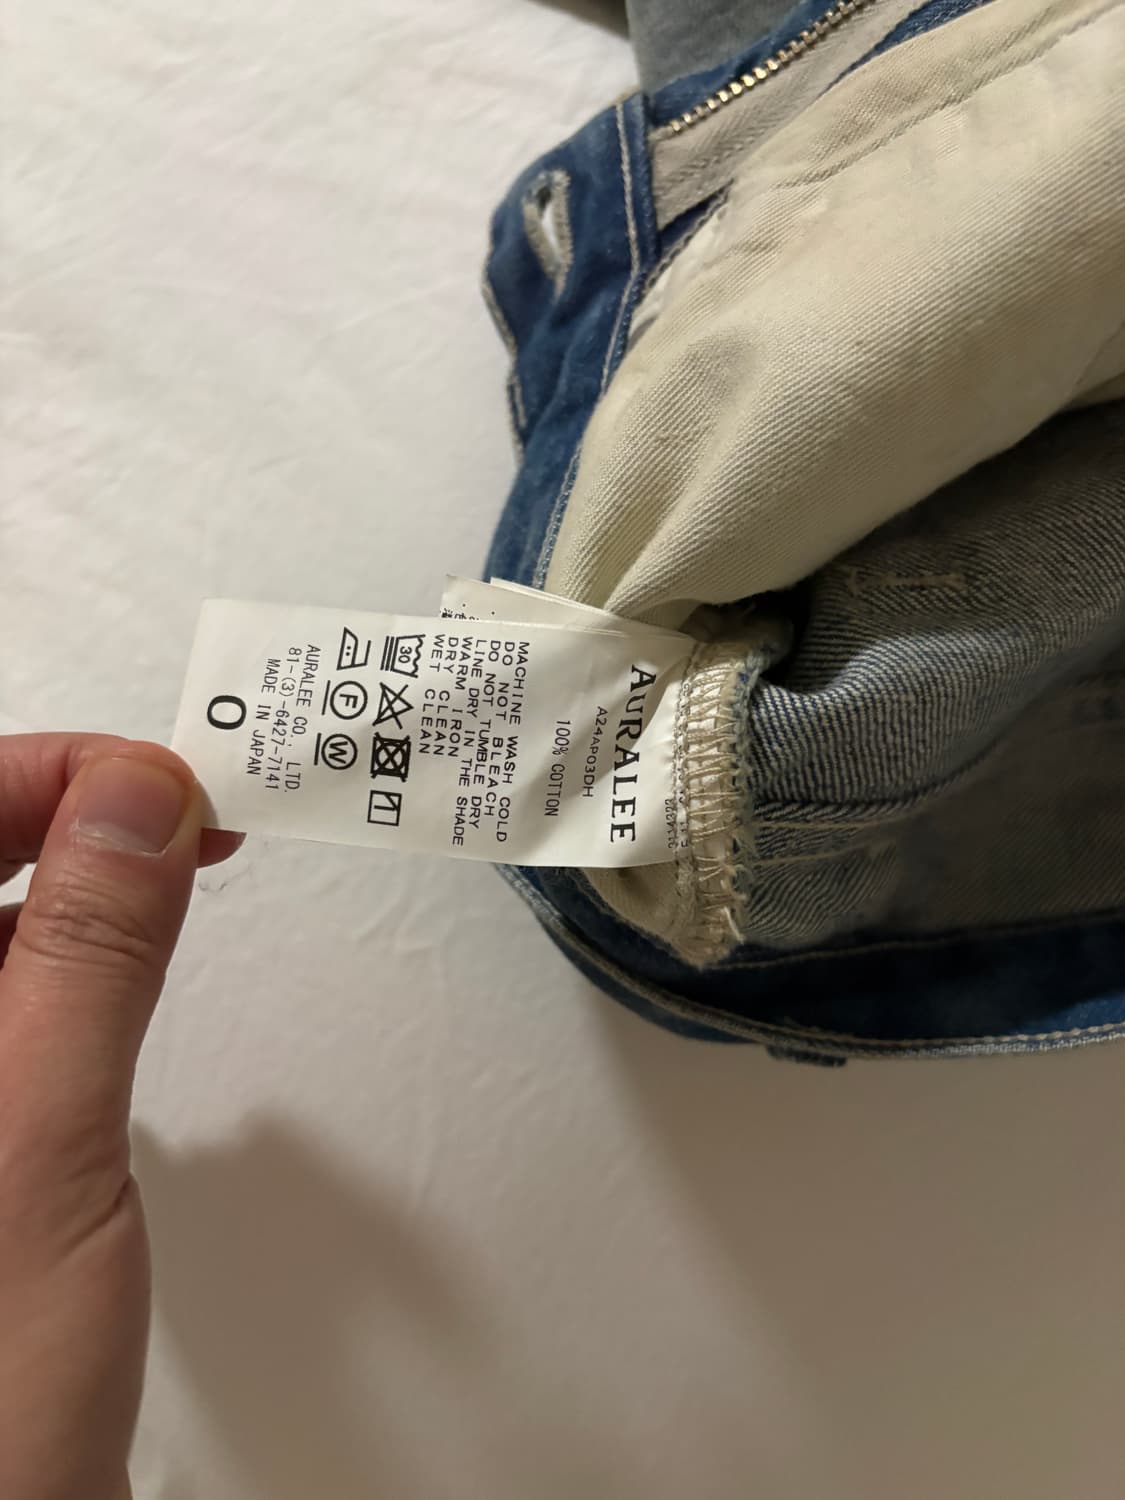 AURALEE
A24AP03DH
100% COTTON
MACHINE WASH COLD
DO NOT BLEACH
DO NOT TUMBLE DRY
LINE DRY IN THE SHADE
WARM IRON
DRY CLEAN
WET CLEAN
30
F W
AURALEE CO., LTD.
81-(3)-6427-7141
MADE IN JAPAN
0